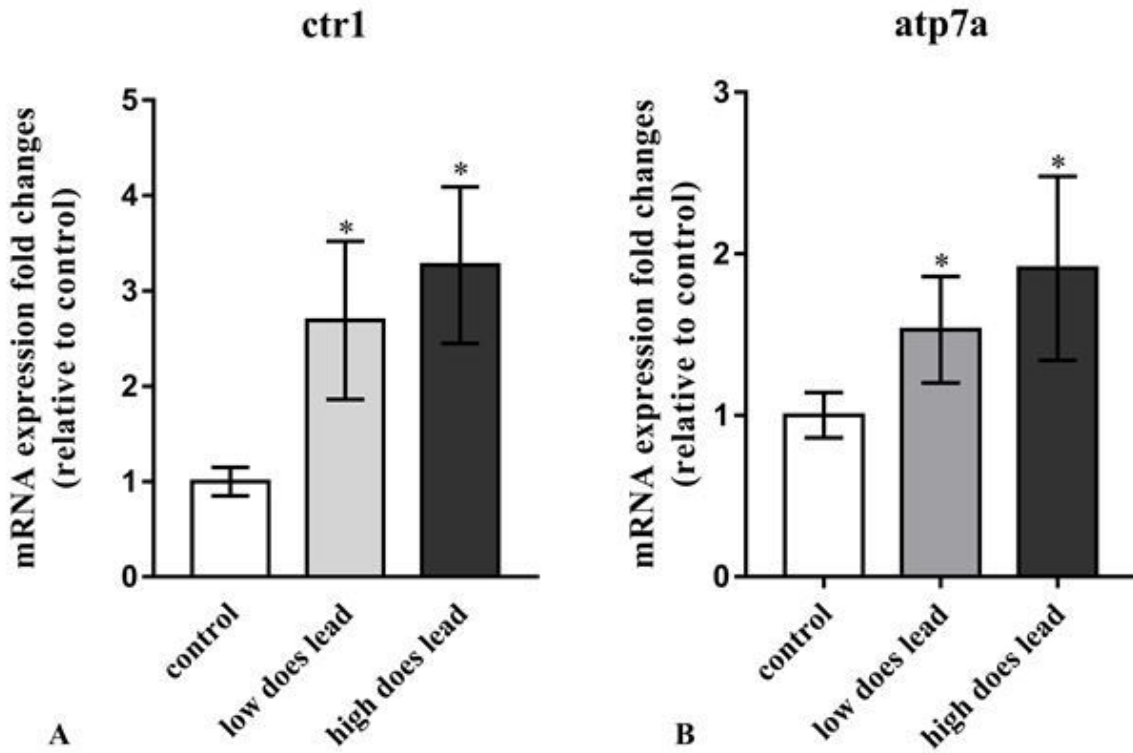 ctr1
mRNA expression fold changes
(relative to control)
5
4
3
2
1
0
*
*
control
low does lead
high does lead
A
atp7a
mRNA expression fold changes
(relative to control)
3
2
1
0
*
*
control
low does lead
high does lead
B